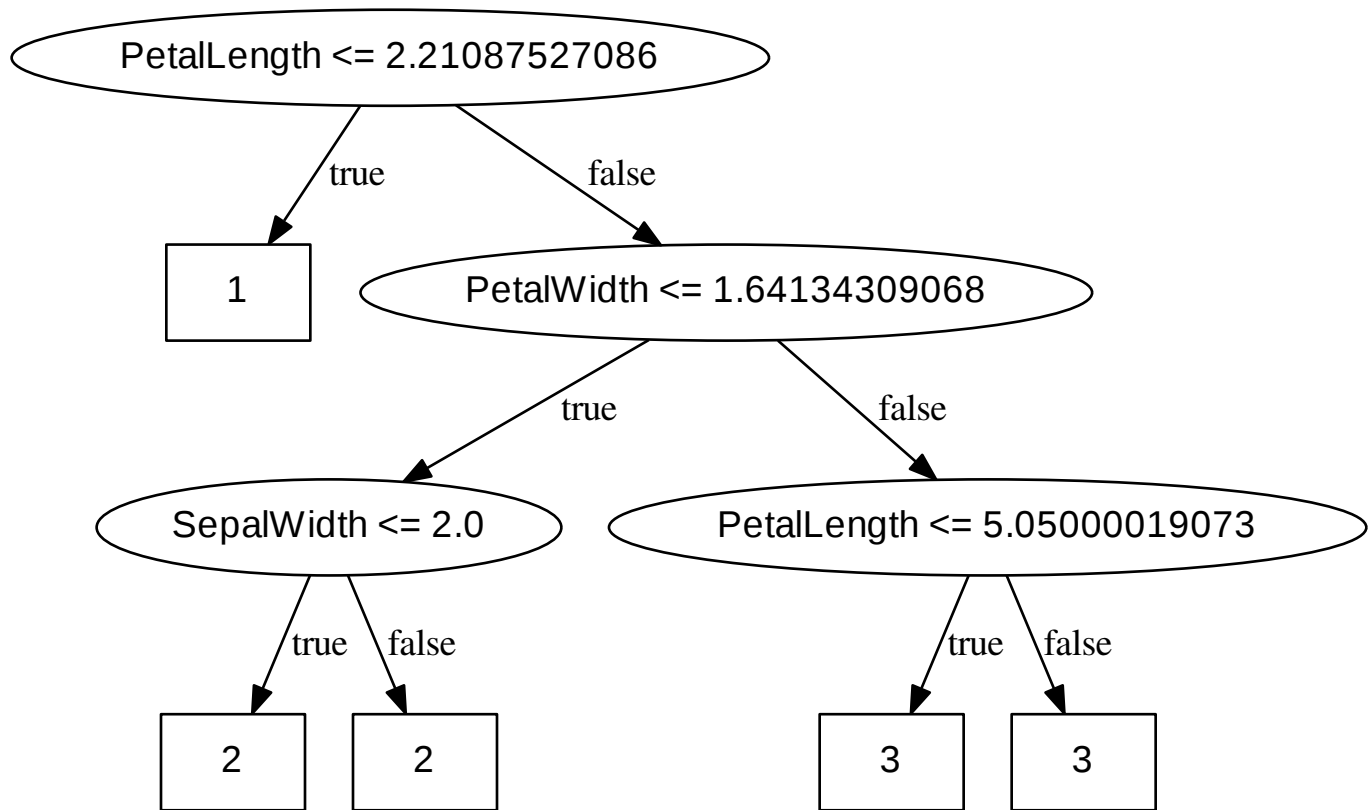 PetalLength <= 2.21087527086
true
false
1
PetalWidth <= 1.64134309068
true
false
SepalWidth <= 2.0
PetalLength <= 5.05000019073
true
false
true
false
2
2
3
3